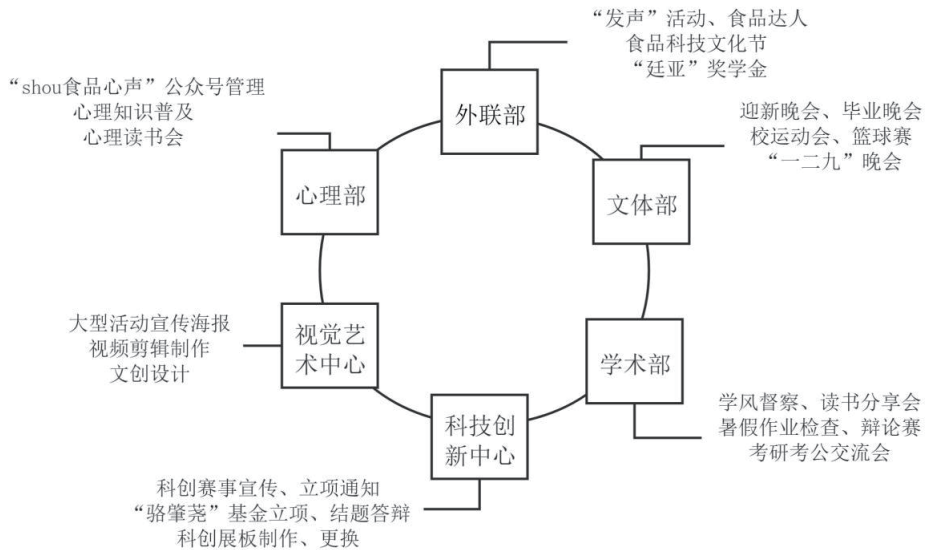 “发声”活动、食品达人
食品科技文化节
“廷亚”奖学金
外联部
“shou食品心声”公众号管理
心理知识普及
心理读书会
心理部
迎新晚会、毕业晚会
校运动会、篮球赛
“一二九”晚会
文体部
大型活动宣传海报
视频剪辑制作
文创设计
视觉艺
术中心
学术部
学风督察、读书分享会
暑假作业检查、辩论赛
考研考公交流会
科技创
新中心
科创赛事宣传、立项通知
“骆肇荛”基金立项、结题答辩
科创展板制作、更换